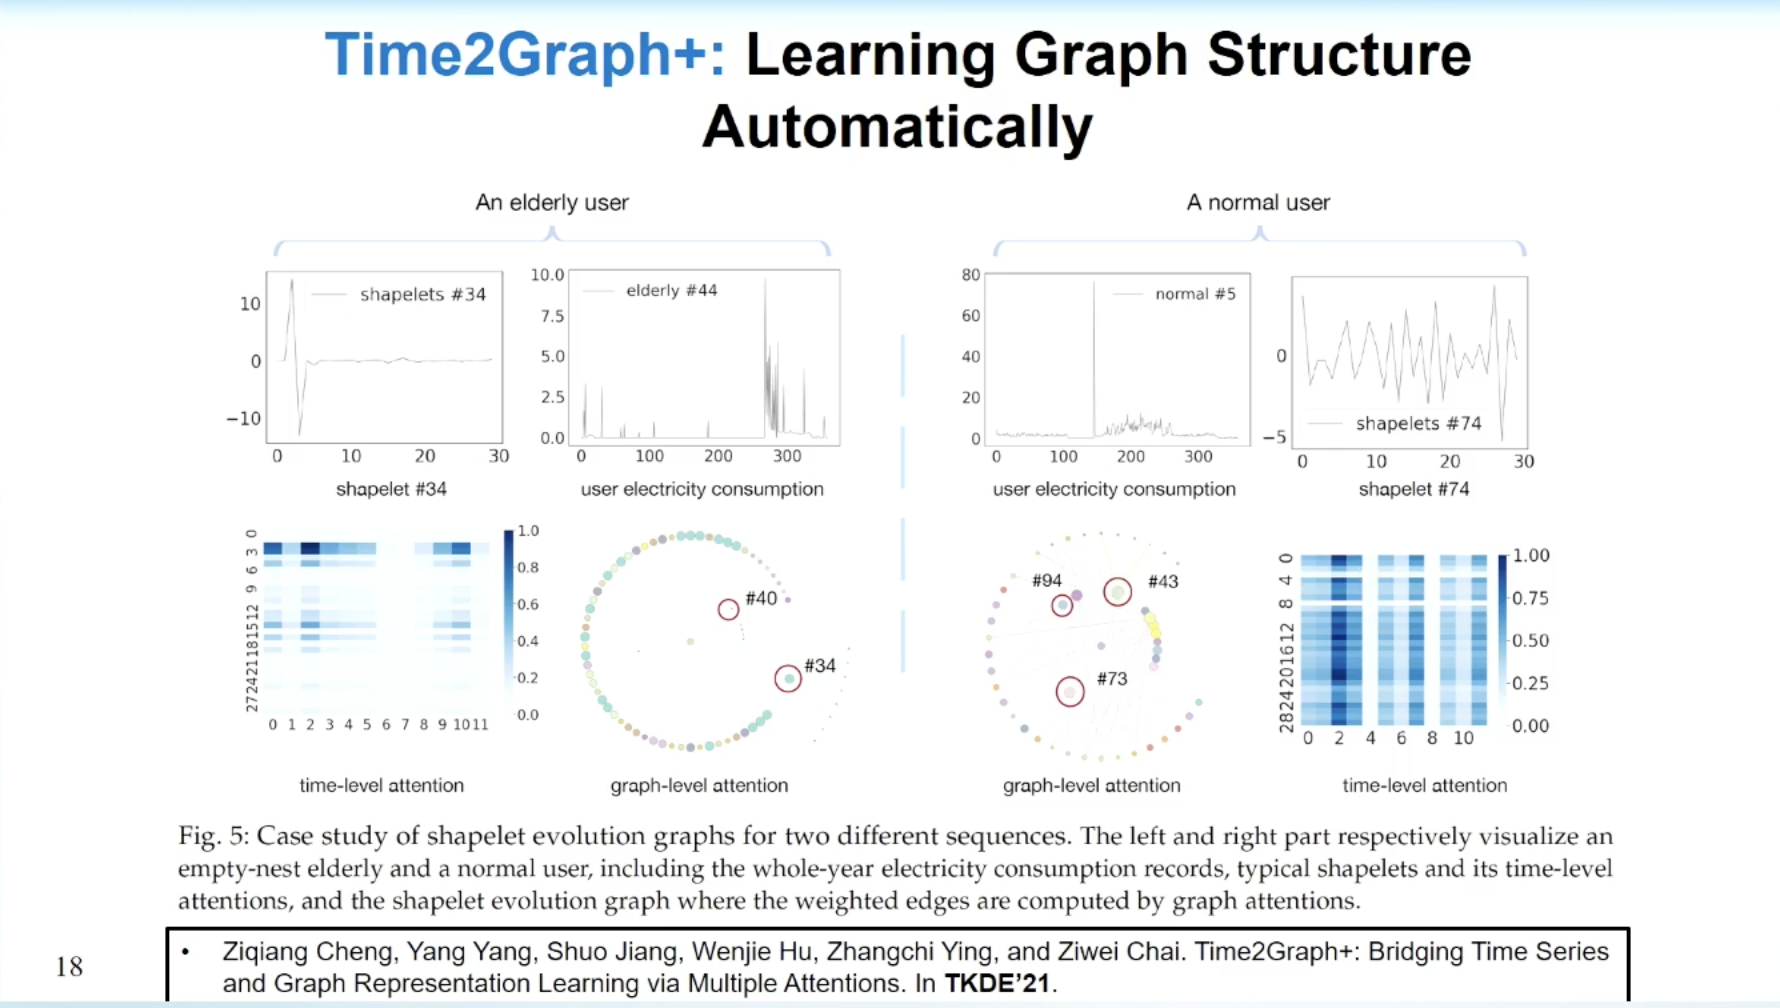 Time2Graph+: Learning Graph Structure
Automatically
An elderly user
A normal user
10
0
−10
shapelets #34
0 10 20 30
shapelet #34
10.0
7.5
5.0
2.5
0.0
elderly #44
0 100 200 300
user electricity consumption
80
60
40
20
0
normal #5
0 100 200 300
user electricity consumption
0
−5
shapelets #74
0 10 20 30
shapelet #74
0
3
6
9
12
15
18
21
24
27
0 1 2 3 4 5 6 7 8 9 10 11
1.0
0.8
0.6
0.4
0.2
0.0
time-level attention
#40
#34
graph-level attention
#94
#43
#73
graph-level attention
0
4
8
12
16
20
24
28
0 2 4 6 8 10
1.00
0.75
0.50
0.25
0.00
time-level attention
Fig. 5: Case study of shapelet evolution graphs for two different sequences. The left and right part respectively visualize an
empty-nest elderly and a normal user, including the whole-year electricity consumption records, typical shapelets and its time-level
attentions, and the shapelet evolution graph where the weighted edges are computed by graph attentions.
• Ziqiang Cheng, Yang Yang, Shuo Jiang, Wenjie Hu, Zhangchi Ying, and Ziwei Chai. Time2Graph+: Bridging Time Series
and Graph Representation Learning via Multiple Attentions. In TKDE’21.
18